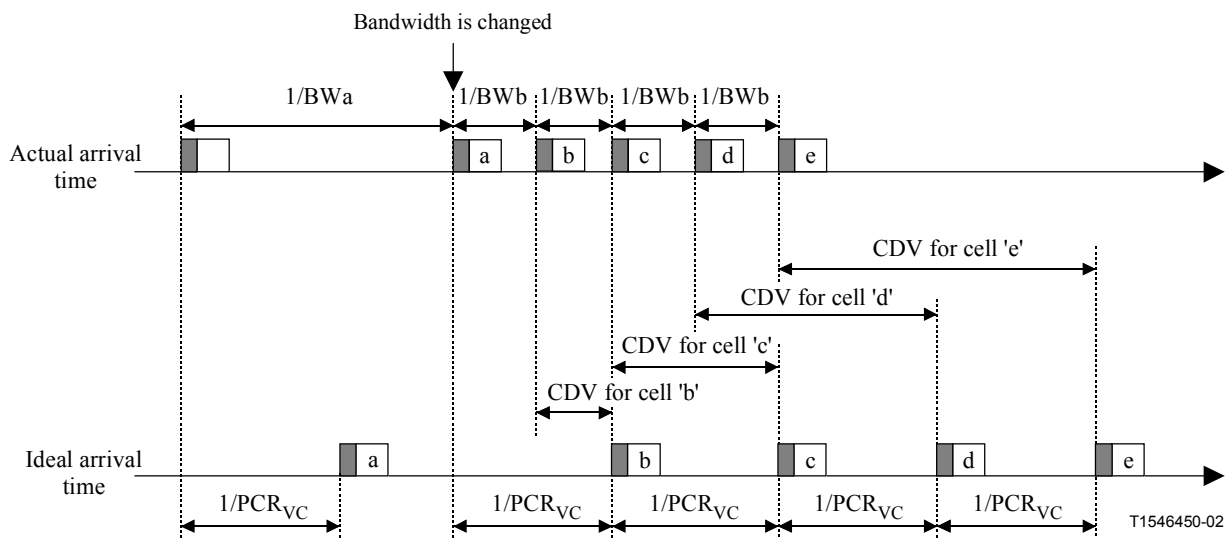 Bandwidth is changed
1/BWa
1/BWb
1/BWb
1/BWb
1/BWb
Actual arrival
time
a
b
c
d
e
CDV for cell 'e'
CDV for cell 'd'
CDV for cell 'c'
CDV for cell 'b'
Ideal arrival
time
a
b
c
d
e
1/PCRVC
1/PCRVC
1/PCRVC
1/PCRVC
1/PCRVC
T1546450-02